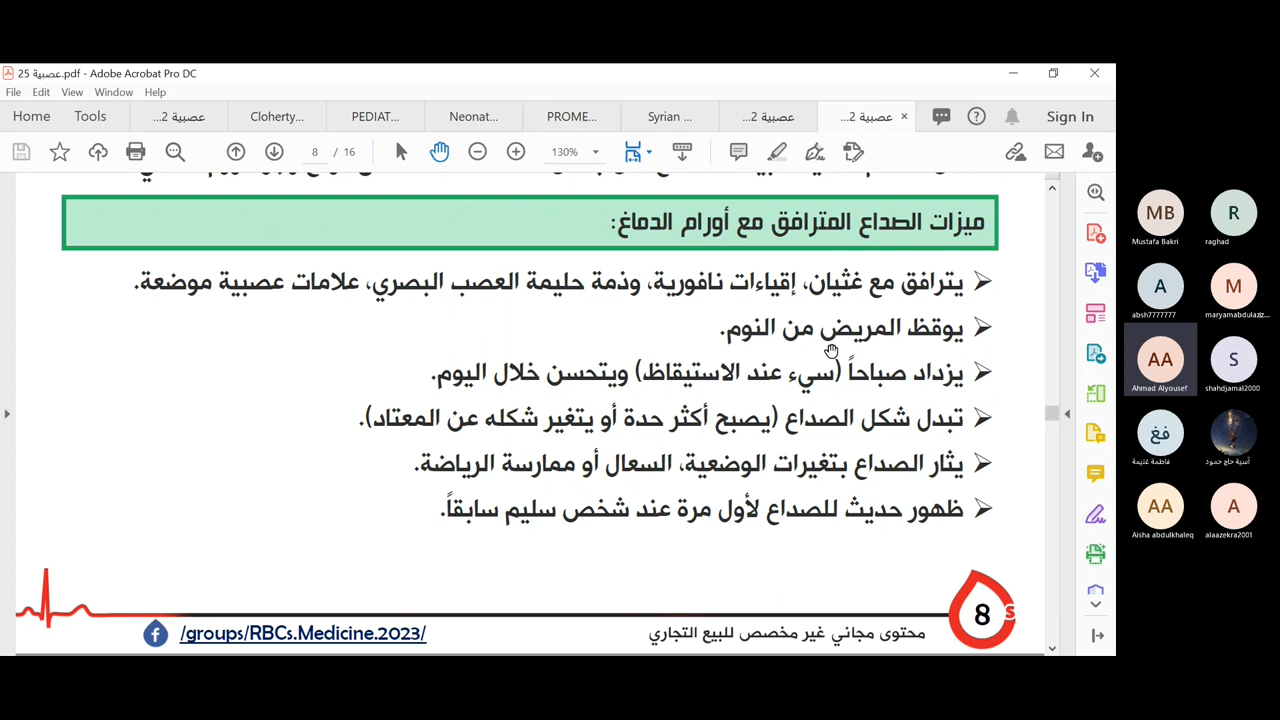 عصبية 25.pdf - Adobe Acrobat Pro DC
File Edit View Window Help
Home Tools عصبية 2... Cloherty... PEDIAT... Neonat... PROME... Syrian ... عصبية 2... عصبية 2... × Sign In
8 / 16 130%
ميزات الصداع المترافق مع أورام الدماغ:
يترافق مع غثيان، إقياءات نافورية، وذمة حليمة العصب البصري، علامات عصبية موضعة.
يوقظ المريض من النوم.
يزداد صباحاً (سيء عند الاستيقاظ) ويتحسن خلال اليوم.
تبدل شكل الصداع (يصبح أكثر حدة أو يتغير شكله عن المعتاد).
يثار الصداع بتغيرات الوضعية، السعال أو ممارسة الرياضة.
ظهور حديث للصداع لأول مرة عند شخص سليم سابقاً.
8
محتوى مجاني غير مخصص للبيع التجاري
/groups/RBCs.Medicine.2023/
MB R
Mustafa Bakri raghad
A M
absh7777777 maryamabdulaziz...
AA S
Ahmad Alyousef shahdjamal2000
فغ
فاطمة غنيمة آسية حاج حمود
AA A
Aisha abdulkhaleq alaazekra2001